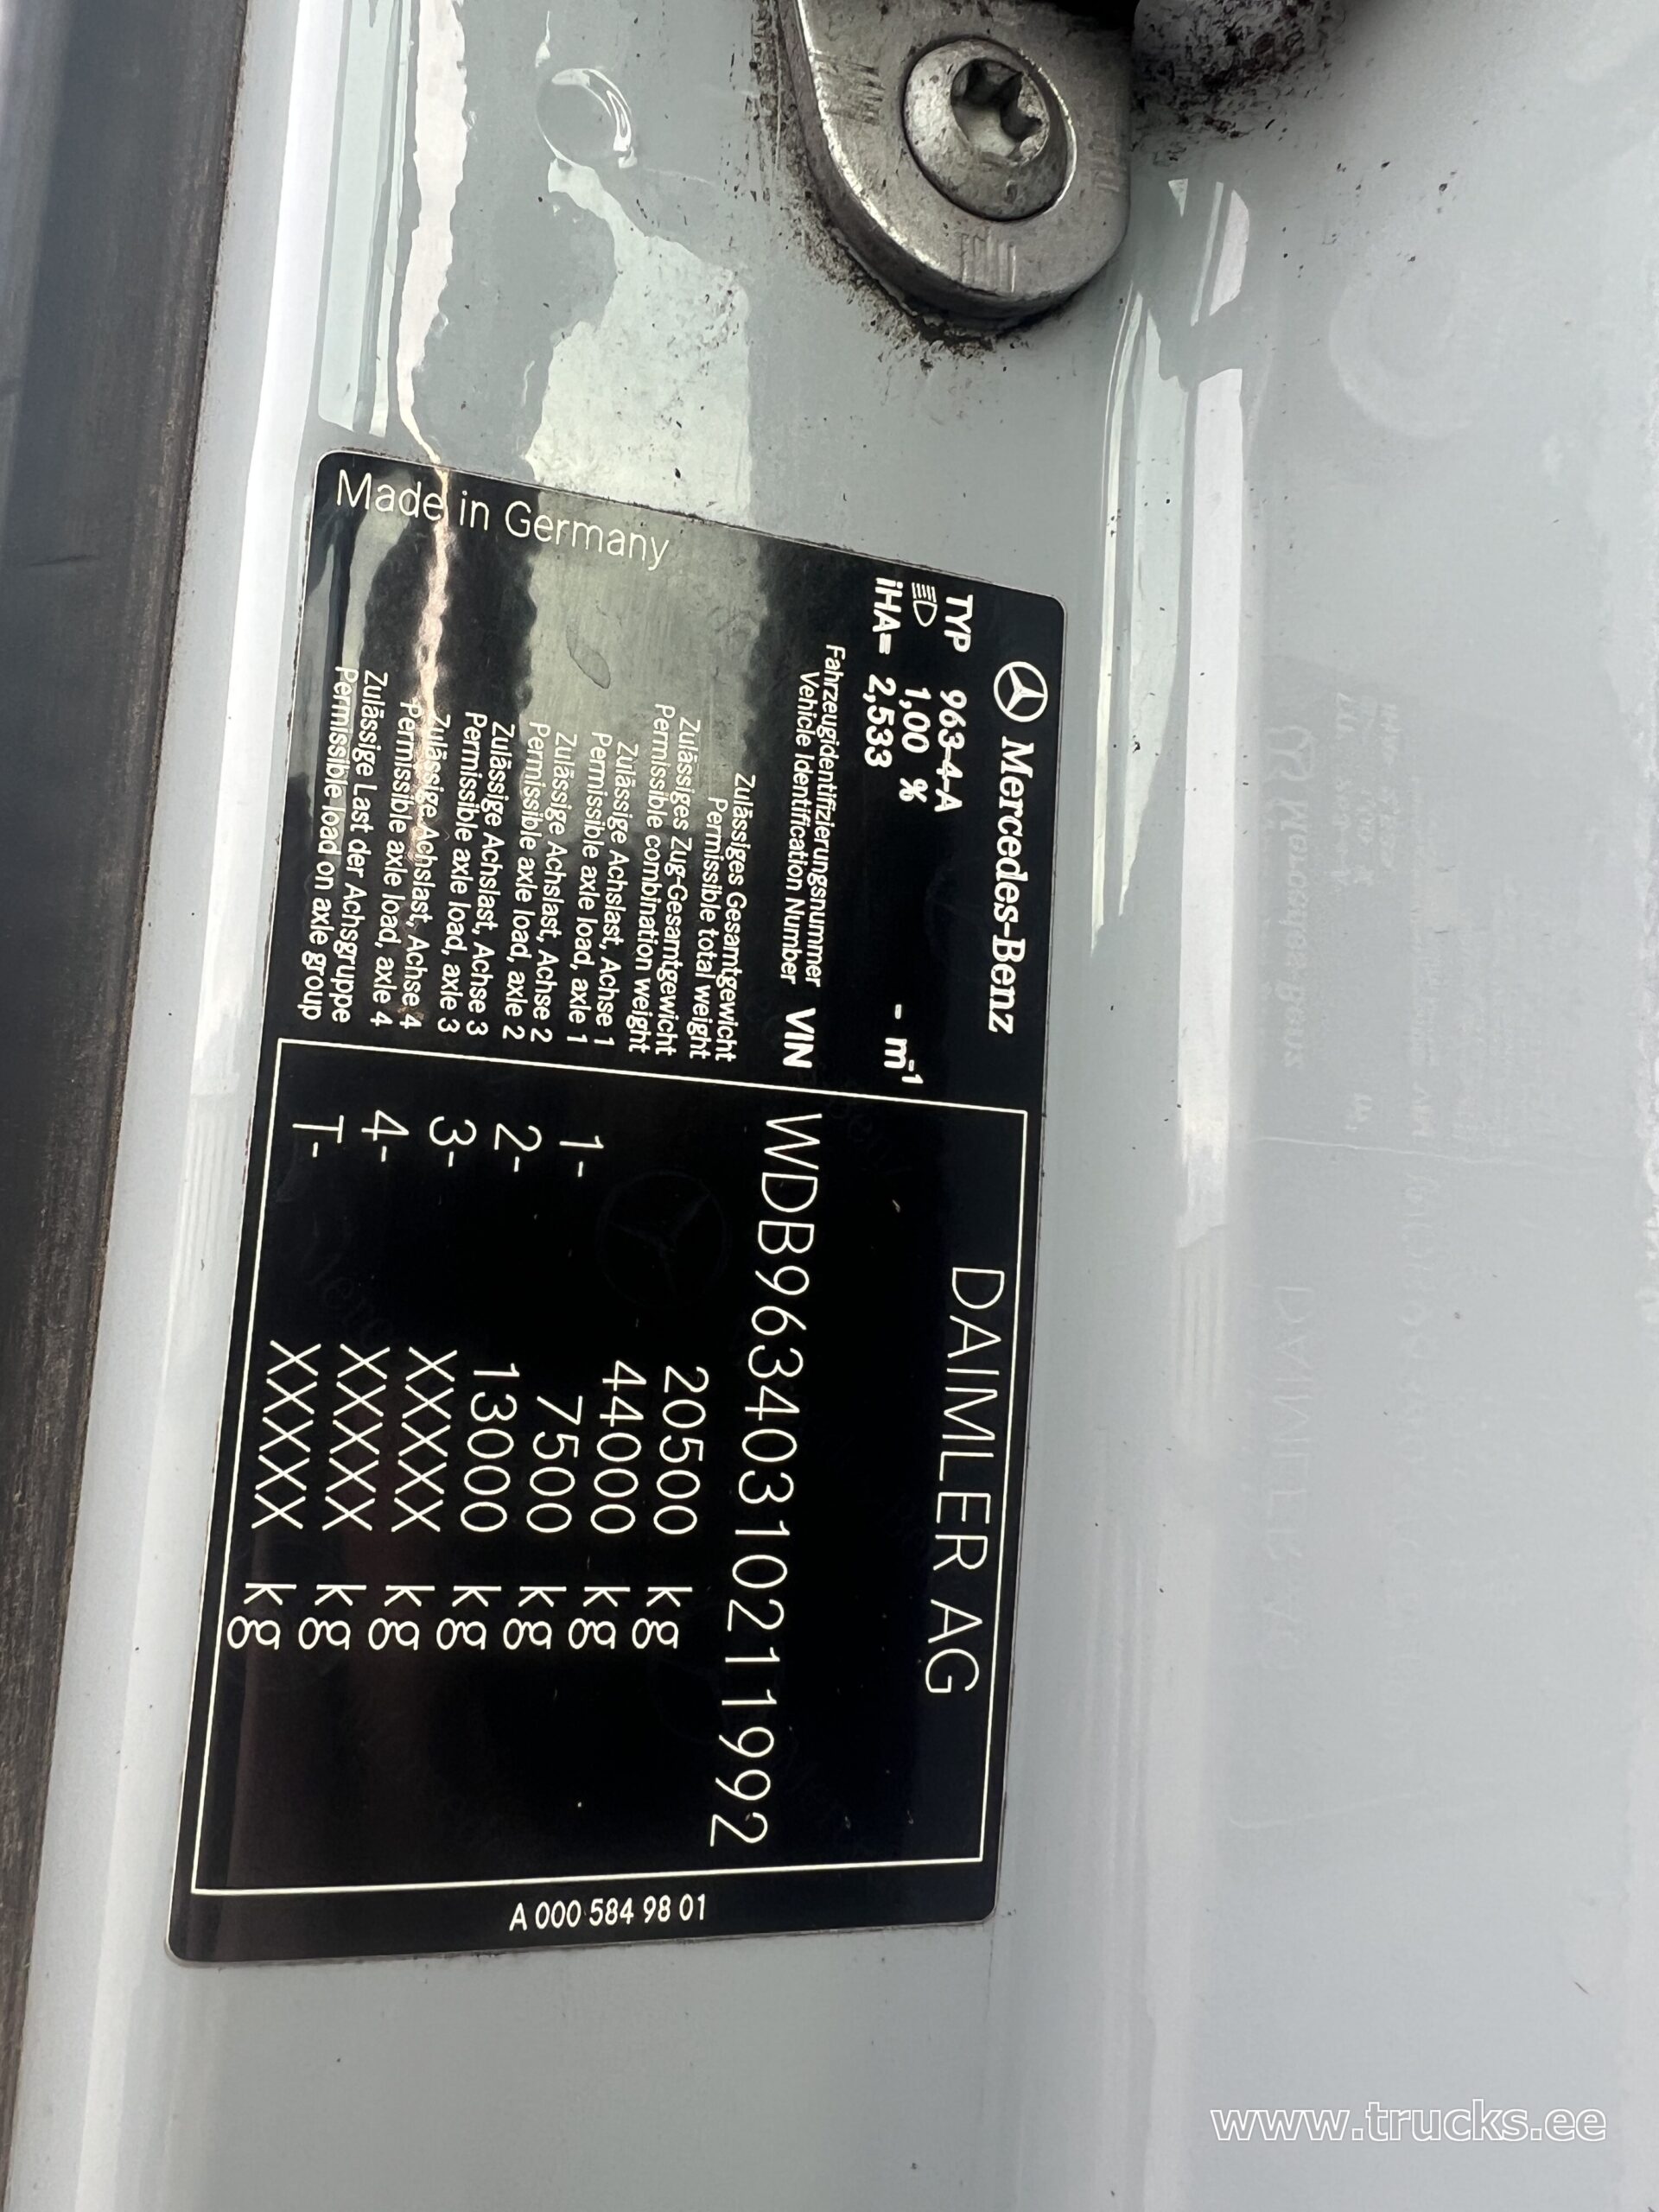 Mercedes-Benz
DAIMLER AG
TYP 963-4-A
1,00 % - m-1
iHA= 2,533
Fahrzeugidentifizierungsnummer
Vehicle Identification Number VIN WDB96340310211992
Zulässiges Gesamtgewicht
Permissible total weight 20500 kg
Zulässiges Zug-Gesamtgewicht
Permissible combination weight 44000 kg
Zulässige Achslast, Achse 1
Permissible axle load, axle 1 1- 7500 kg
Zulässige Achslast, Achse 2
Permissible axle load, axle 2 2- 13000 kg
Zulässige Achslast, Achse 3
Permissible axle load, axle 3 3- XXXXX kg
Zulässige Achslast, Achse 4
Permissible axle load, axle 4 4- XXXXX kg
Zulässige Last der Achsgruppe
Permissible load on axle group T- XXXXX kg
Made in Germany
A 000 584 98 01
www.trucks.ee